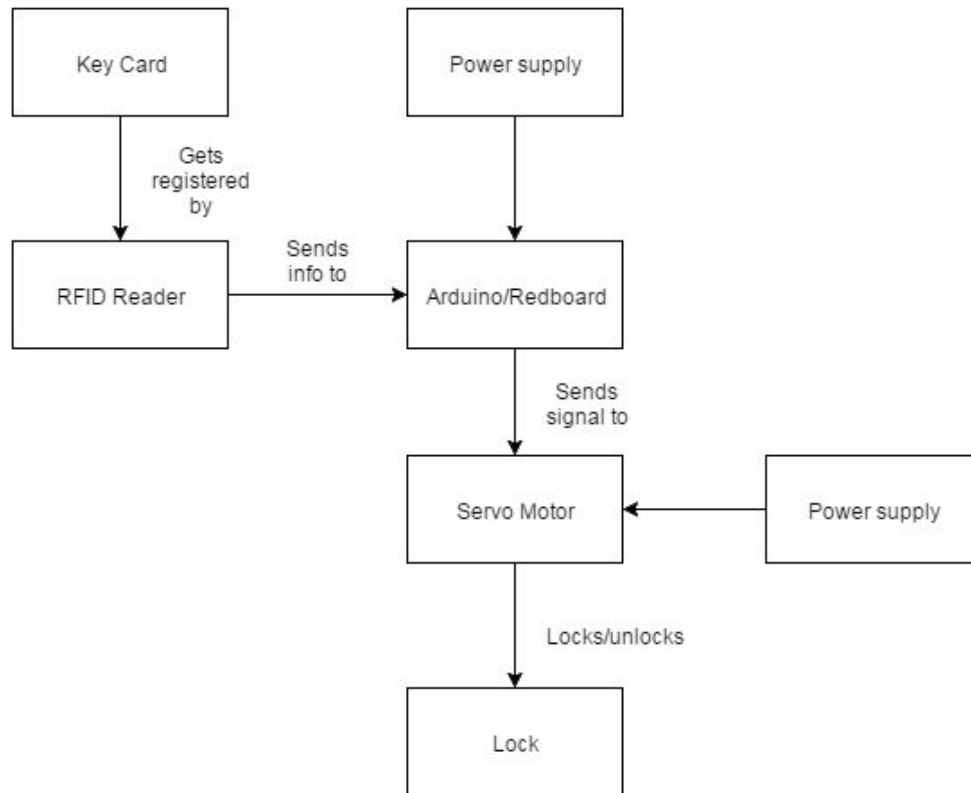 Key Card
Power supply
Gets
registered
by
RFID Reader
Sends
info to
Arduino/Redboard
Sends
signal to
Servo Motor
Power supply
Locks/unlocks
Lock